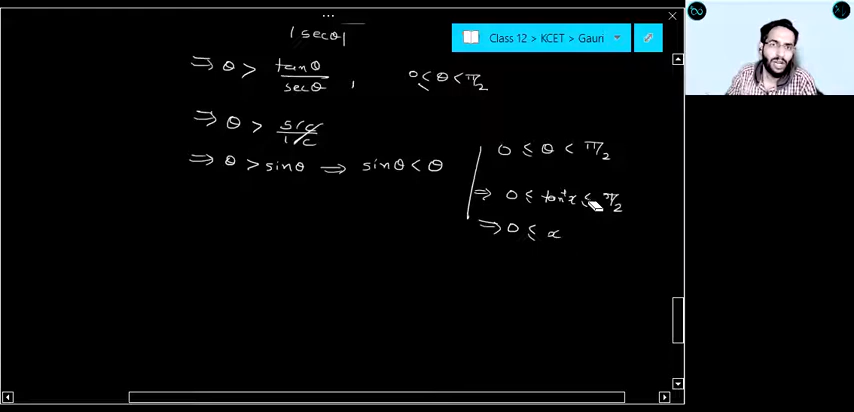 ...
|secθ|
Class 12 > KCET > Gauri
⇒ θ > tanθ/secθ , 0 ≤ θ < π/2
⇒ θ > s/c/1/c
⇒ θ > sinθ ⇒ sinθ < θ
0 ≤ θ < π/2
⇒ 0 ≤ tan⁻¹x ≤ π/2
⇒ 0 ≤ x